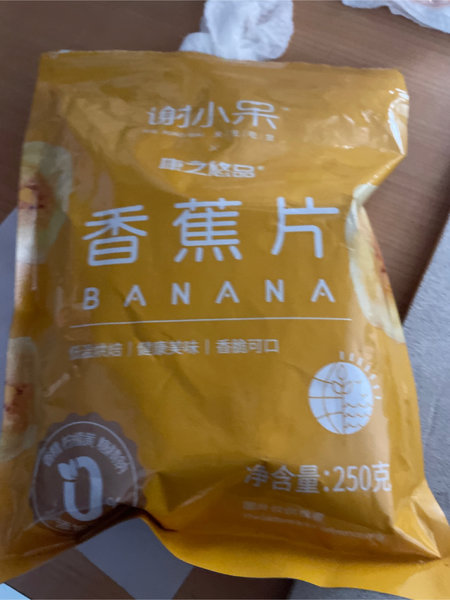 谢小呆
×
康之悠品®
香蕉片
BANANA
低温烘焙 | 健康美味 | 香脆可口
0
净含量:250克